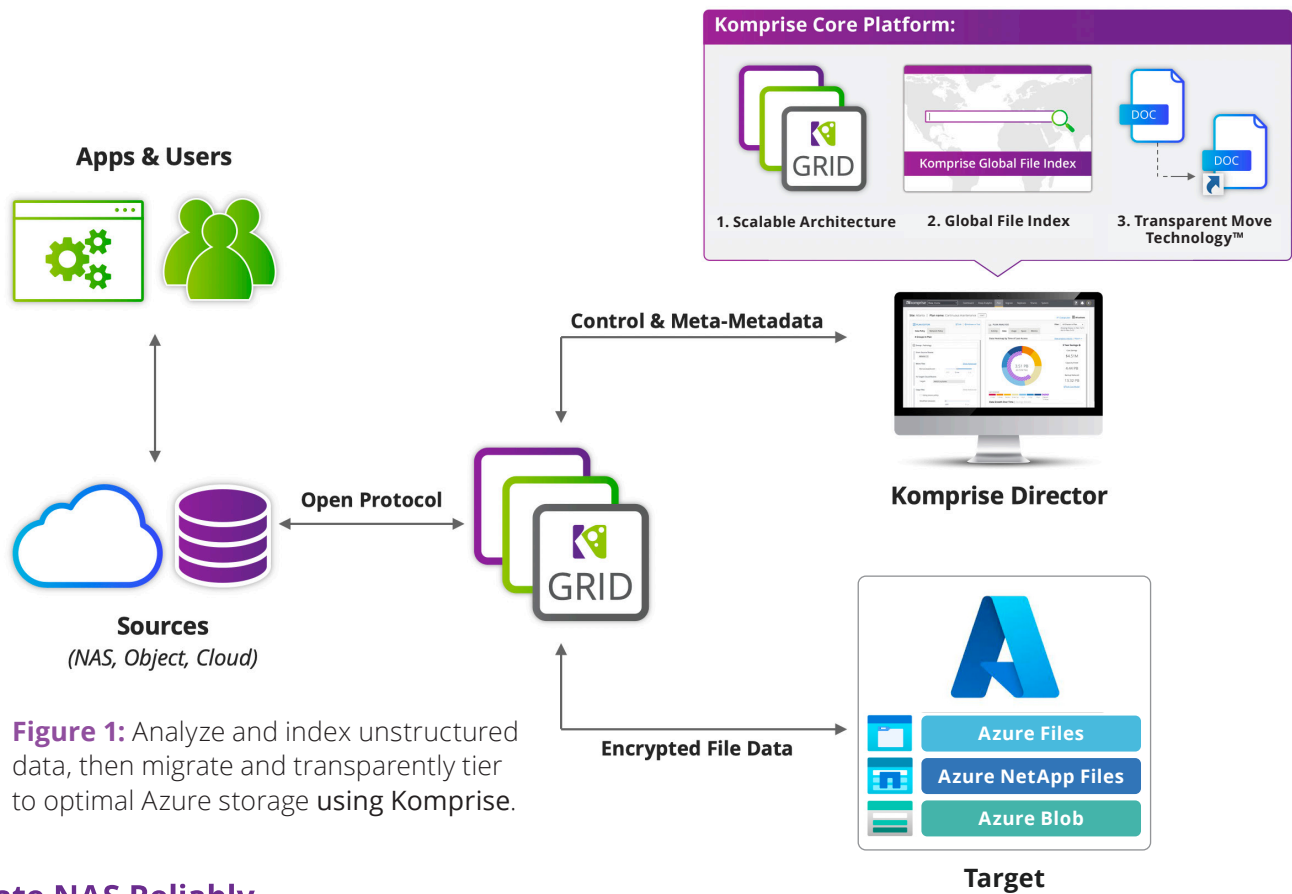 Komprise Core Platform:
GRID
Komprise Global File Index
DOC
DOC
1. Scalable Architecture
2. Global File Index
3. Transparent Move
Technology™
Apps & Users
Control & Meta-Metadata
Komprise Director
Open Protocol
GRID
Sources
(NAS, Object, Cloud)
Encrypted File Data
Azure Files
Azure NetApp Files
Azure Blob
Target
Figure 1: Analyze and index unstructured
data, then migrate and transparently tier
to optimal Azure storage using Komprise.
NAS Reliably